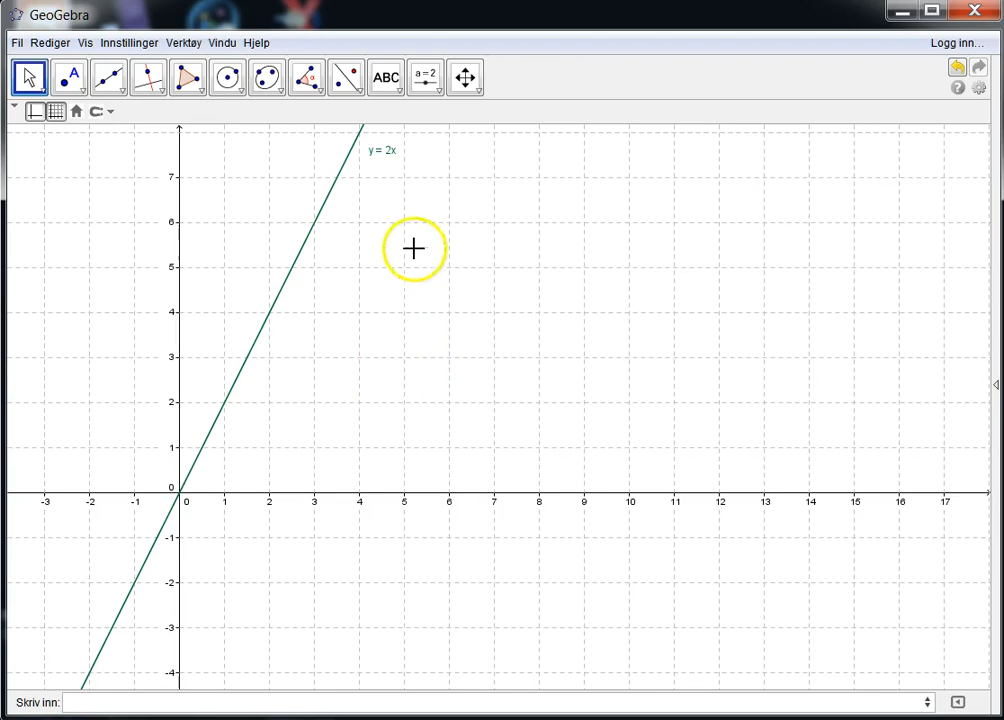 GeoGebra
Fil Rediger Vis Innstillinger Verktøy Vindu Hjelp Logg inn...
A α ABC a=2
?
y = 2x
7
6
5
4
3
2
1
0
-3 -2 -1 0 1 2 3 4 5 6 7 8 9 10 11 12 13 14 15 16 17
-1
-2
-3
-4
Skriv inn: